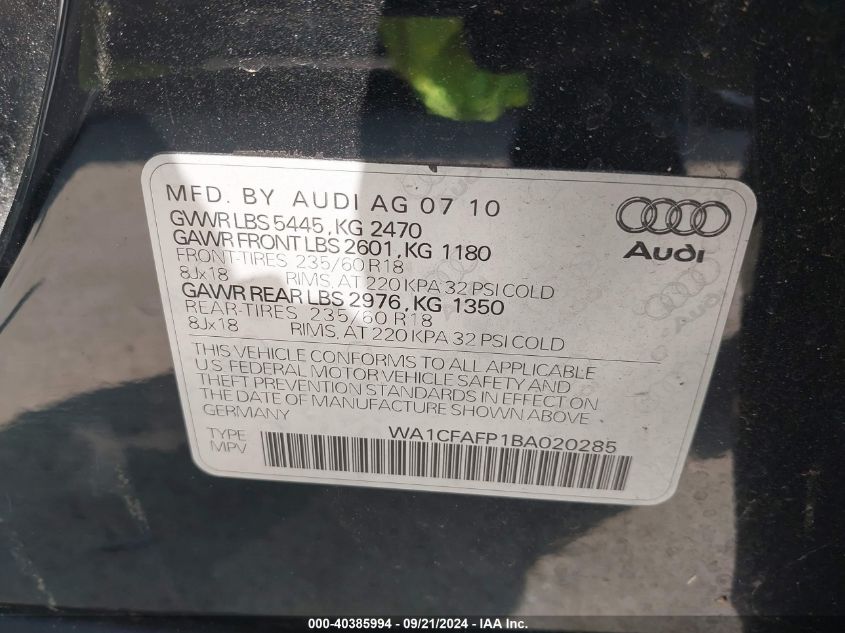 MFD. BY AUDI AG 07 10
GVWR LBS 5445, KG 2470
GAWR FRONT LBS 2601, KG 1180
FRONT-TIRES 235/60 R18
8Jx18 RIMS, AT 220 KPA 32 PSI COLD
GAWR REAR LBS 2976, KG 1350
REAR-TIRES 235/60 R18
8Jx18 RIMS, AT 220 KPA 32 PSI COLD
Audi
THIS VEHICLE CONFORMS TO ALL APPLICABLE
U.S. FEDERAL MOTOR VEHICLE SAFETY AND
THEFT PREVENTION STANDARDS IN EFFECT ON
THE DATE OF MANUFACTURE SHOWN ABOVE
GERMANY
TYPE WA1CFAFP1BA020285
MPV
000-40385994 - 09/21/2024 - IAA, Inc.